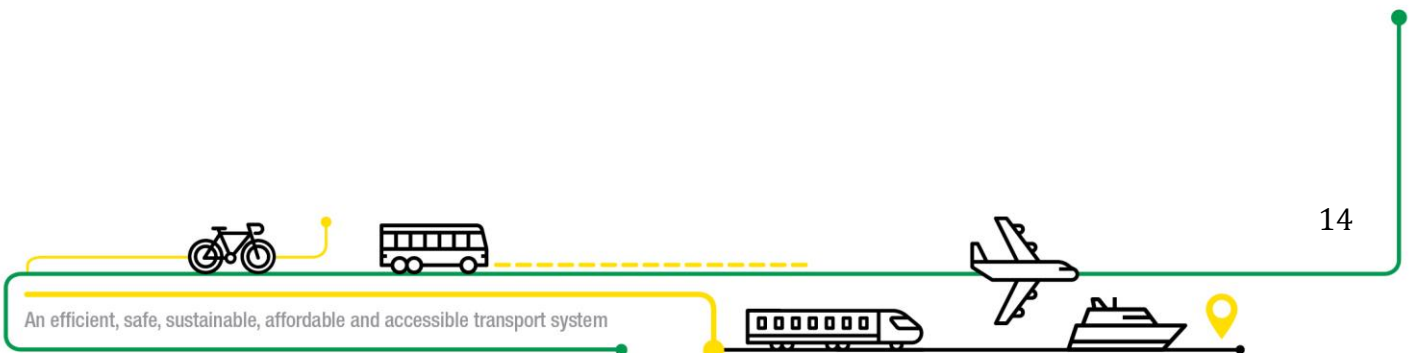 14
An efficient, safe, sustainable, affordable and accessible transport system